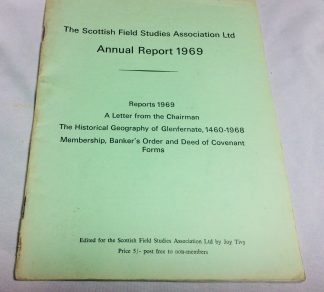 The Scottish Field Studies Association Ltd
Annual Report 1969
Reports 1969
A Letter from the Chairman
The Historical Geography of Glenfernate, 1460-1968
Membership, Banker's Order and Deed of Covenant
Forms
Edited for the Scottish Field Studies Association Ltd by Joy Tivy
Price 5/- post free to non-members